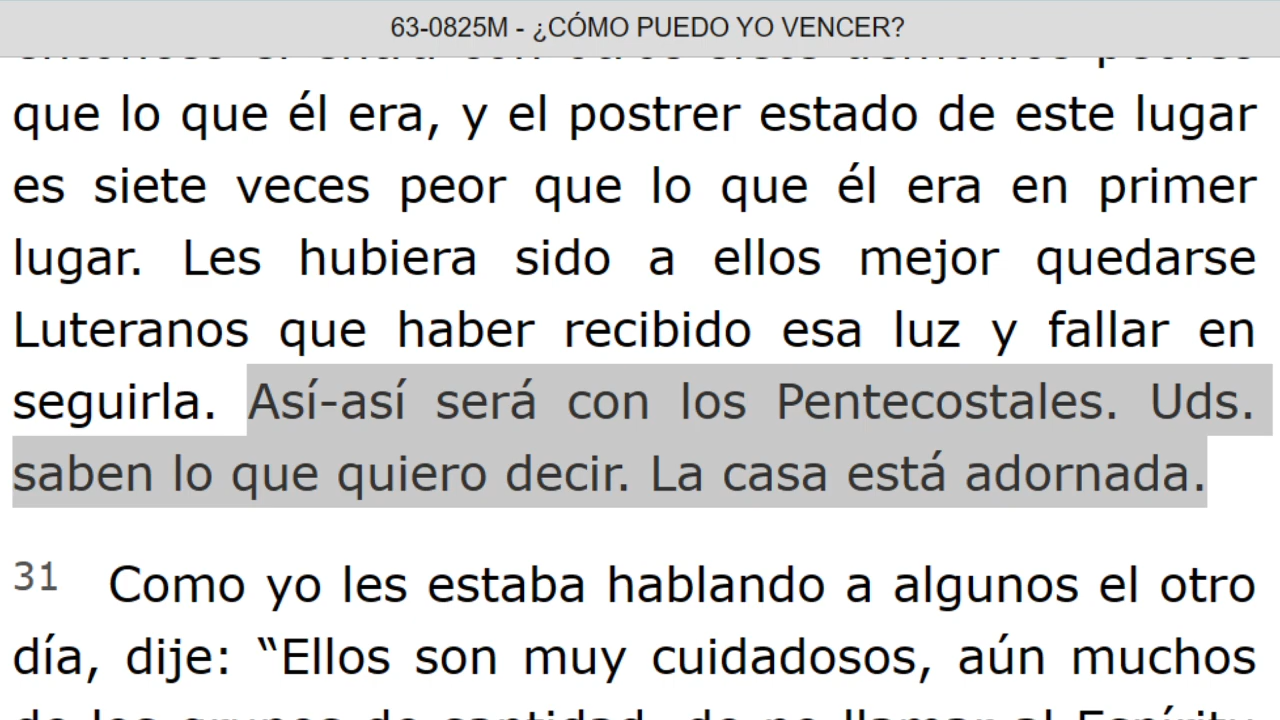 63-0825M - ¿CÓMO PUEDO YO VENCER?
que lo que él era, y el postrer estado de este lugar
es siete veces peor que lo que él era en primer
lugar. Les hubiera sido a ellos mejor quedarse
Luteranos que haber recibido esa luz y fallar en
seguirla. Así-así será con los Pentecostales. Uds.
saben lo que quiero decir. La casa está adornada.
31 Como yo les estaba hablando a algunos el otro
día, dije: “Ellos son muy cuidadosos, aún muchos